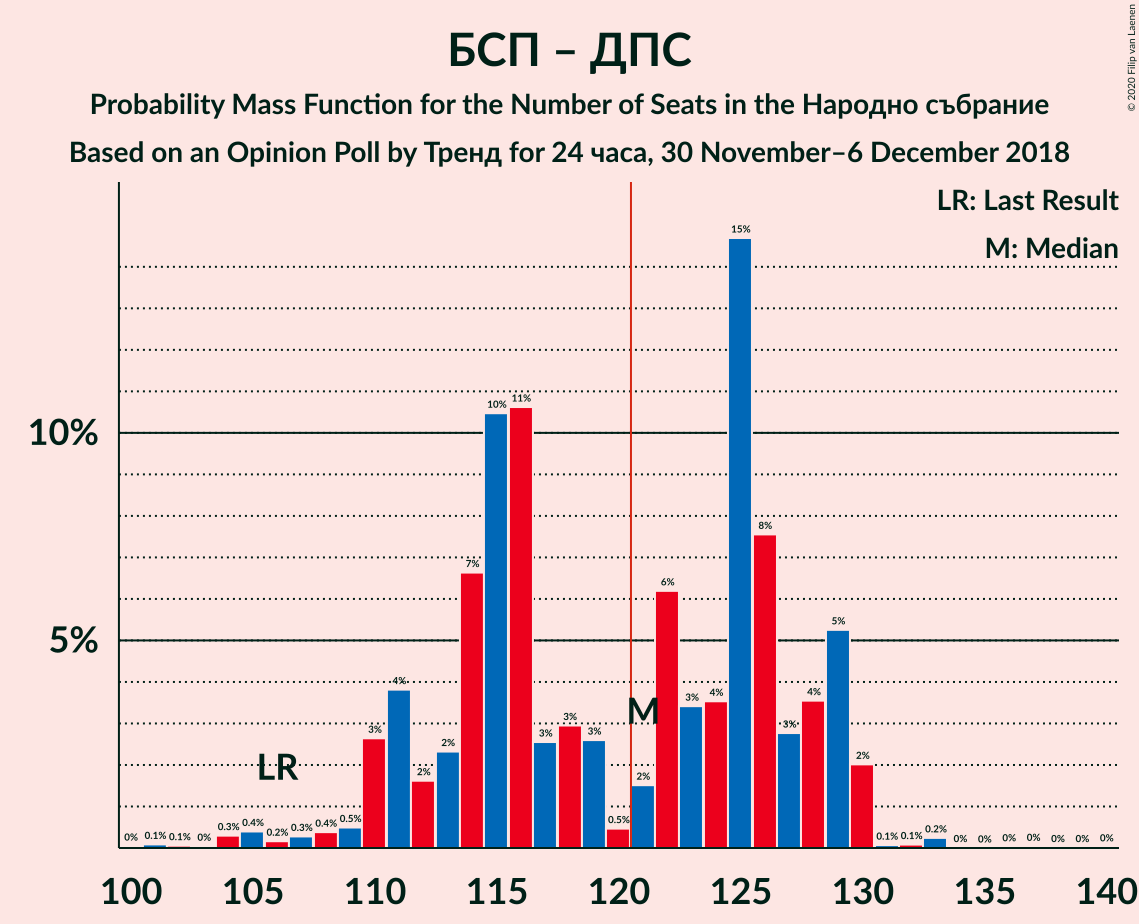 БСП – ДПС
Probability Mass Function for the Number of Seats in the Народно събрание
Based on an Opinion Poll by Тренд for 24 часа, 30 November–6 December 2018
© 2020 Filip van Laenen
LR: Last Result
M: Median
15%
10% 11%
10%
8%
7%
6%
5%
5%
4%
3% 4%
4%
3%
3% 3%
3%
M
3%
2%
2%
2%
2%
LR
0% 0.1% 0.1% 0% 0.3% 0.4% 0.2% 0.3% 0.4% 0.5%
0.5%
0.1% 0.1% 0.2% 0% 0% 0% 0% 0% 0% 0%
100 105 110 115 120 125 130 135 140